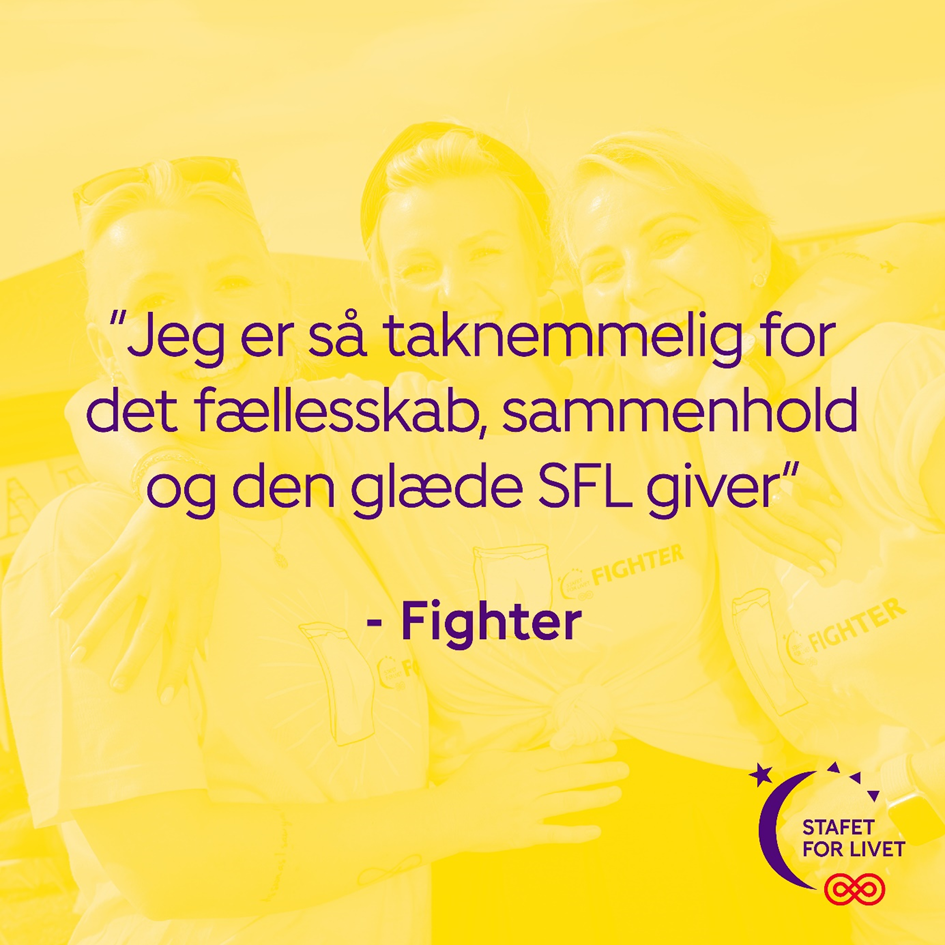 "Jeg er så taknemmelig for
det fællesskab, sammenhold
og den glæde SFL giver"
FIGHTER
- Fighter
FIGHTER
STAFET
FOR LIVET